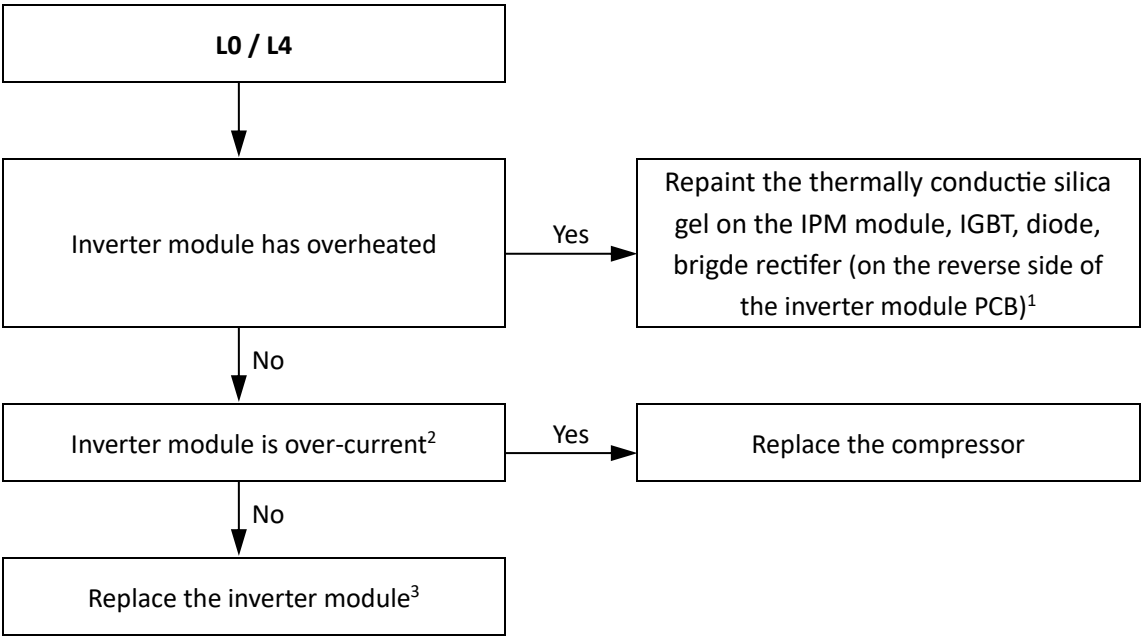 L0 / L4
Inverter module has overheated
Yes
Repaint the thermally conductie silica
gel on the IPM module, IGBT, diode,
brigde rectifer (on the reverse side of
the inverter module PCB)¹
No
Inverter module is over-current²
Yes
Replace the compressor
No
Replace the inverter module³